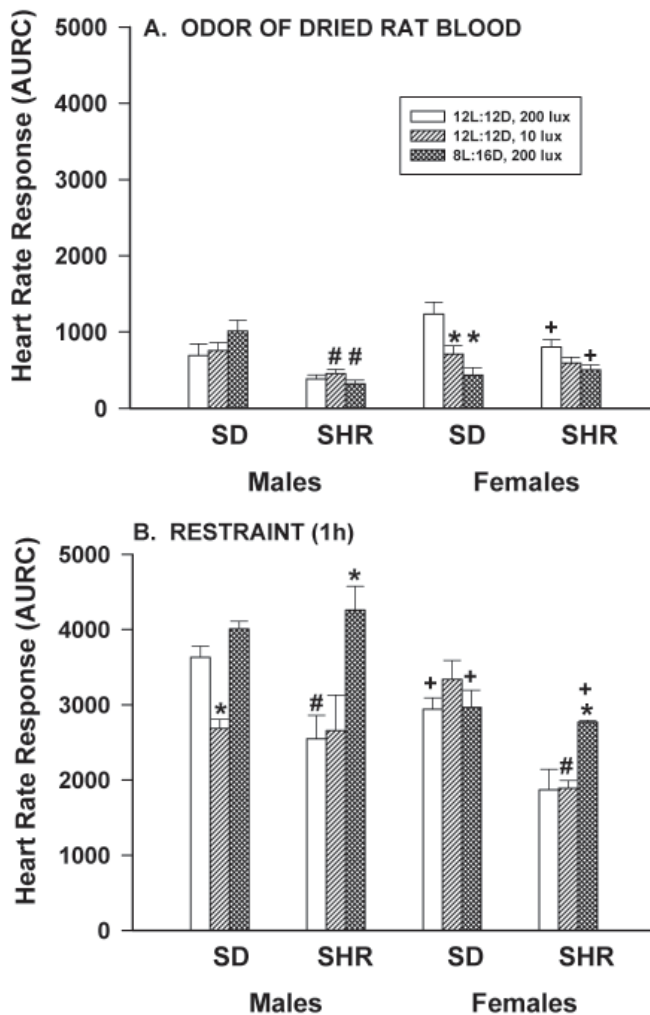 A. ODOR OF DRIED RAT BLOOD
Heart Rate Response (AURC)
5000
4000
3000
2000
1000
0
12L:12D, 200 lux
12L:12D, 10 lux
8L:16D, 200 lux
# #
* *
+
+
SD SHR SD SHR
Males Females
B. RESTRAINT (1h)
Heart Rate Response (AURC)
5000
4000
3000
2000
1000
0
*
*
#
+ +
+
*
#
SD SHR SD SHR
Males Females